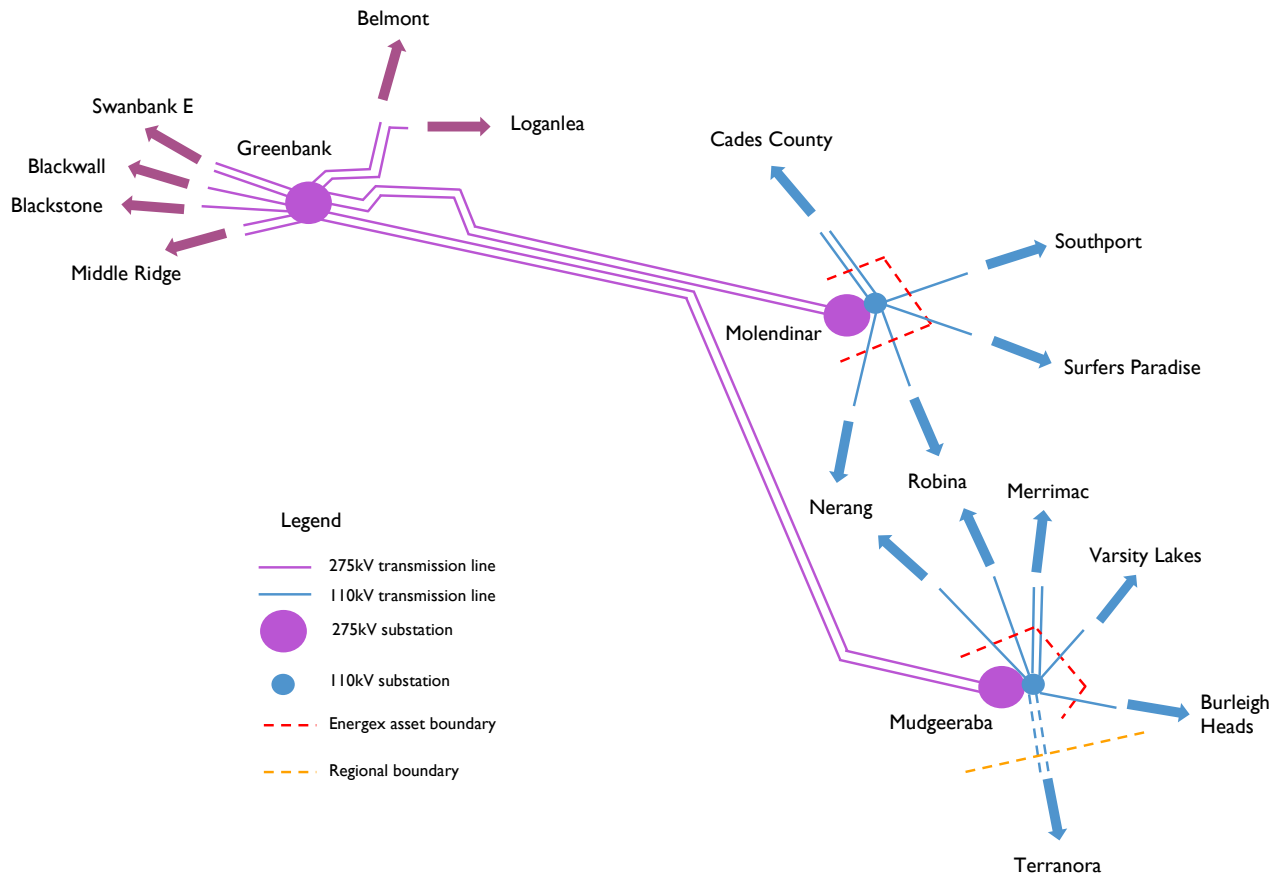 Belmont
Swanbank E
Loganlea
Cades County
Greenbank
Blackwall
Blackstone
Southport
Middle Ridge
Molendinar
Surfers Paradise
Robina
Merrimac
Nerang
Varsity Lakes
Legend
275kV transmission line
110kV transmission line
275kV substation
110kV substation
Energex asset boundary
Regional boundary
Mudgeeraba
Burleigh
Heads
Terranora